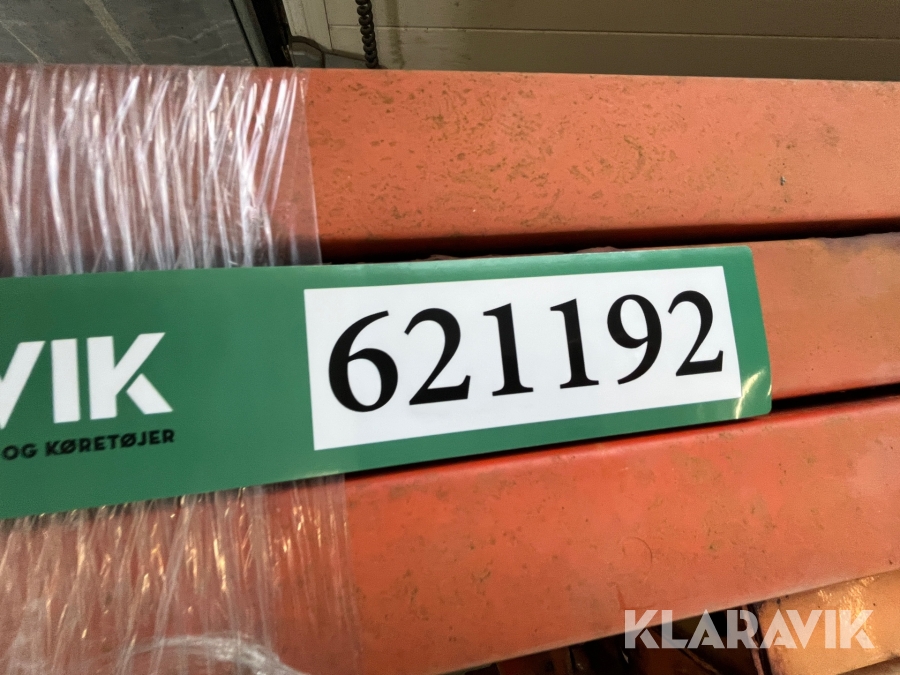 VIK
621192
OG KØRETØJER
KLARAVIK